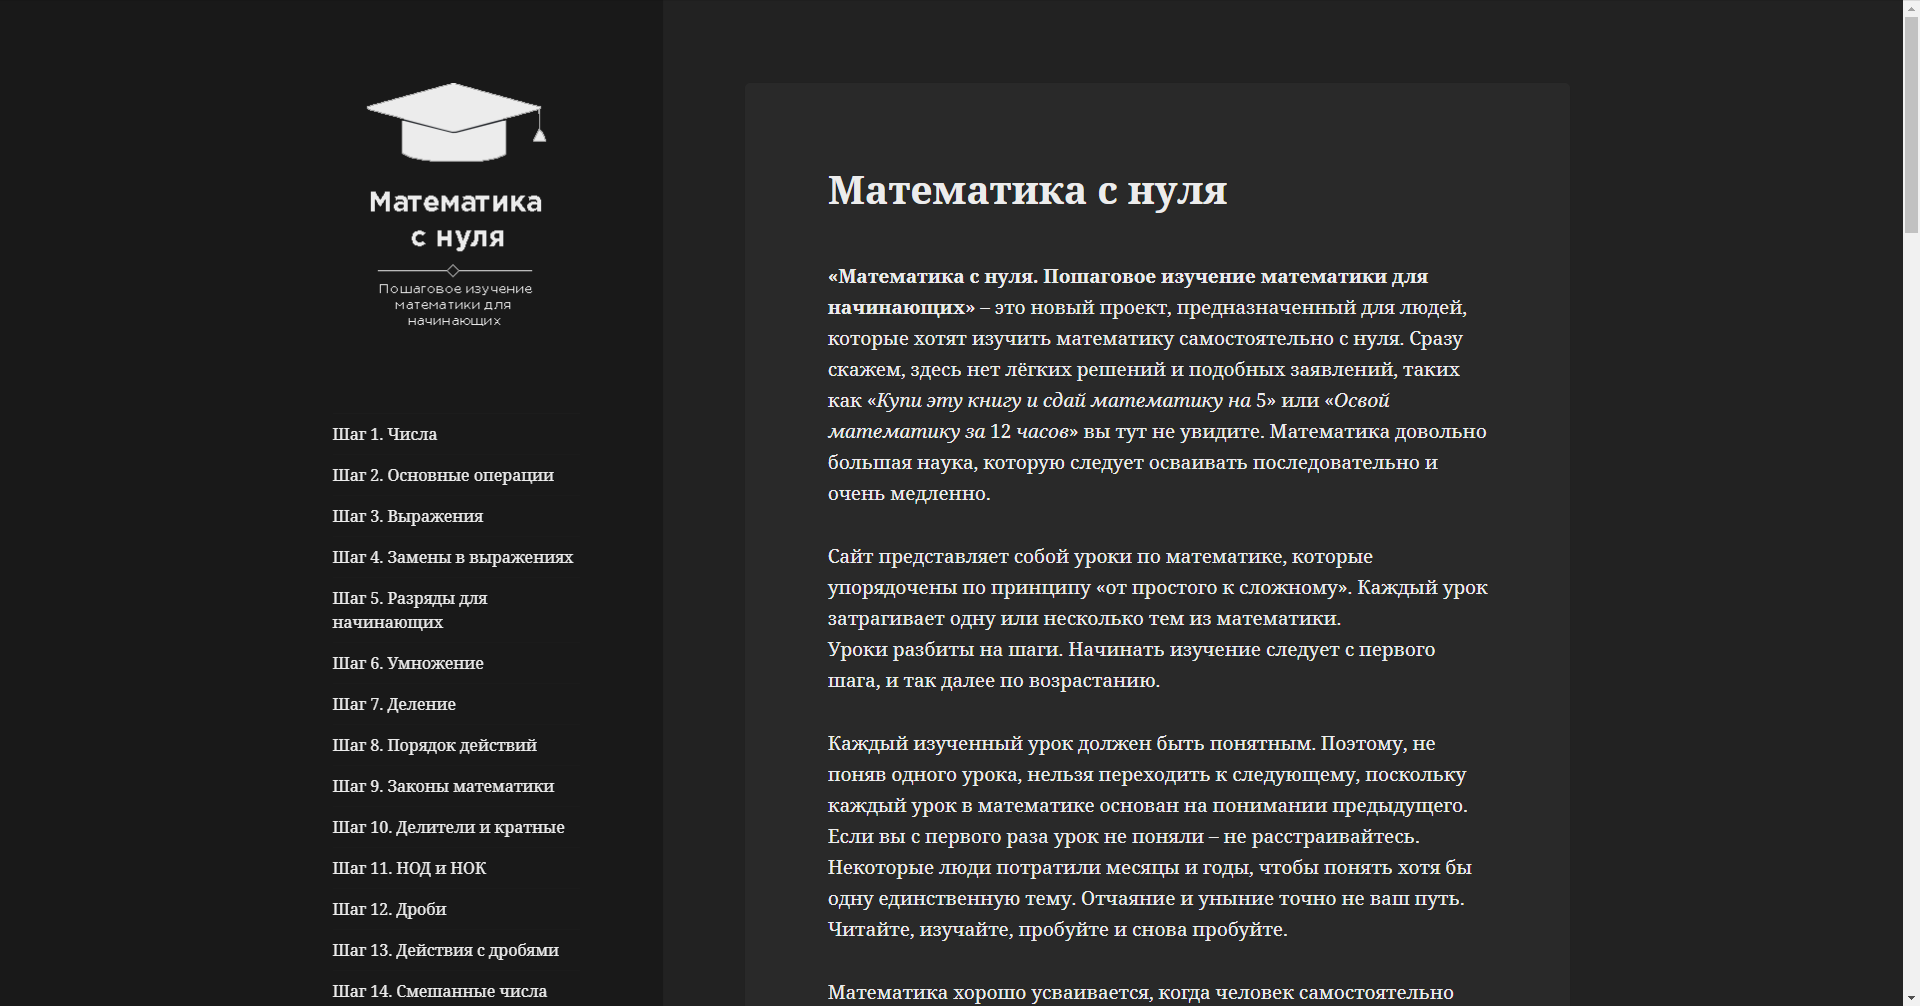 Математика
с нуля
Пошаговое изучение
математики для
начинающих
Шаг 1. Числа
Шаг 2. Основные операции
Шаг 3. Выражения
Шаг 4. Замены в выражениях
Шаг 5. Разряды для
начинающих
Шаг 6. Умножение
Шаг 7. Деление
Шаг 8. Порядок действий
Шаг 9. Законы математики
Шаг 10. Делители и кратные
Шаг 11. НОД и НОК
Шаг 12. Дроби
Шаг 13. Действия с дробями
Шаг 14. Смешанные числа
Математика с нуля
«Математика с нуля. Пошаговое изучение математики для
начинающих» – это новый проект, предназначенный для людей,
которые хотят изучить математику самостоятельно с нуля. Сразу
скажем, здесь нет лёгких решений и подобных заявлений, таких
как «Купи эту книгу и сдай математику на 5» или «Освой
математику за 12 часов» вы тут не увидите. Математика довольно
большая наука, которую следует осваивать последовательно и
очень медленно.
Сайт представляет собой уроки по математике, которые
упорядочены по принципу «от простого к сложному». Каждый урок
затрагивает одну или несколько тем из математики.
Уроки разбиты на шаги. Начинать изучение следует с первого
шага, и так далее по возрастанию.
Каждый изученный урок должен быть понятным. Поэтому, не
поняв одного урока, нельзя переходить к следующему, поскольку
каждый урок в математике основан на понимании предыдущего.
Если вы с первого раза урок не поняли – не расстраивайтесь.
Некоторые люди потратили месяцы и годы, чтобы понять хотя бы
одну единственную тему. Отчаяние и уныние точно не ваш путь.
Читайте, изучайте, пробуйте и снова пробуйте.
Математика хорошо усваивается, когда человек самостоятельно